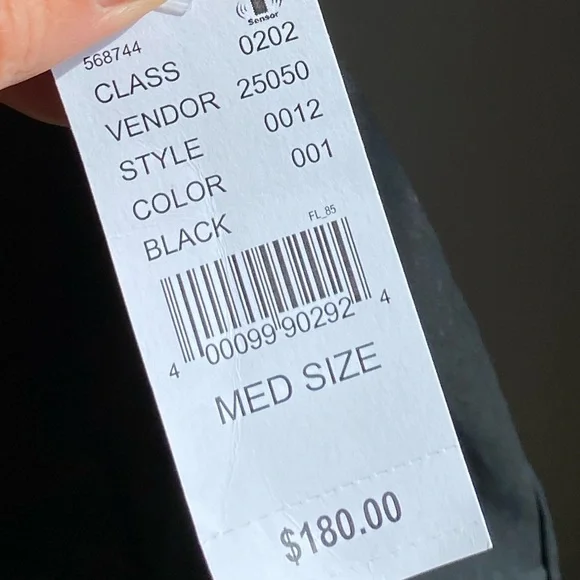 Sensor
568744
CLASS 0202
VENDOR 25050
STYLE 0012
COLOR 001
BLACK
FL_85
4 00099 90292 4
MED SIZE
$180.00